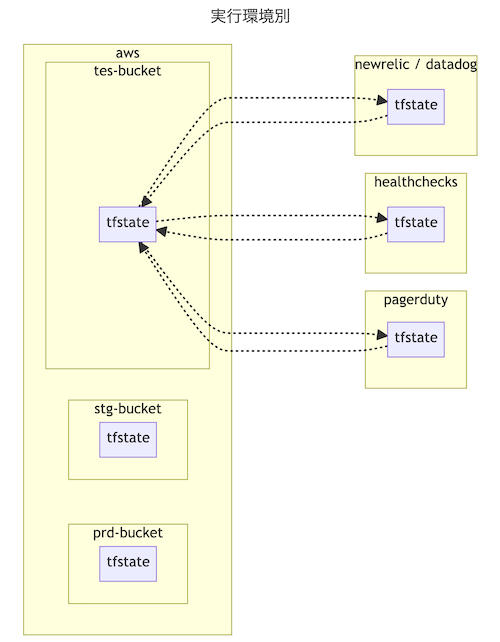 実行環境別
aws
tes-bucket
tfstate
stg-bucket
tfstate
prd-bucket
tfstate
newrelic / datadog
tfstate
healthchecks
tfstate
pagerduty
tfstate